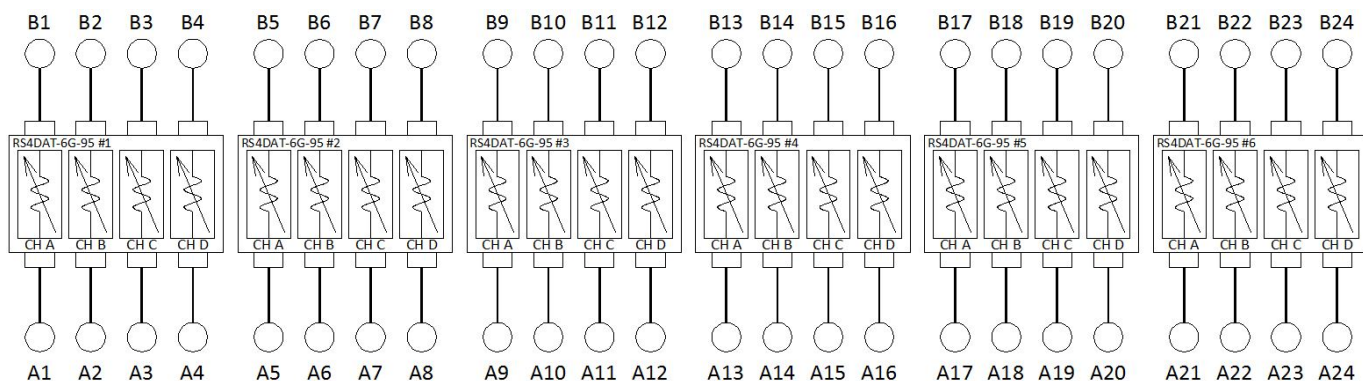 B1 B2 B3 B4 B5 B6 B7 B8 B9 B10 B11 B12 B13 B14 B15 B16 B17 B18 B19 B20 B21 B22 B23 B24
RS4DAT-6G-95 #1 RS4DAT-6G-95 #2 RS4DAT-6G-95 #3 RS4DAT-6G-95 #4 RS4DAT-6G-95 #5 RS4DAT-6G-95 #6
CH A CH B CH C CH D CH A CH B CH C CH D CH A CH B CH C CH D CH A CH B CH C CH D CH A CH B CH C CH D CH A CH B CH C CH D
A1 A2 A3 A4 A5 A6 A7 A8 A9 A10 A11 A12 A13 A14 A15 A16 A17 A18 A19 A20 A21 A22 A23 A24